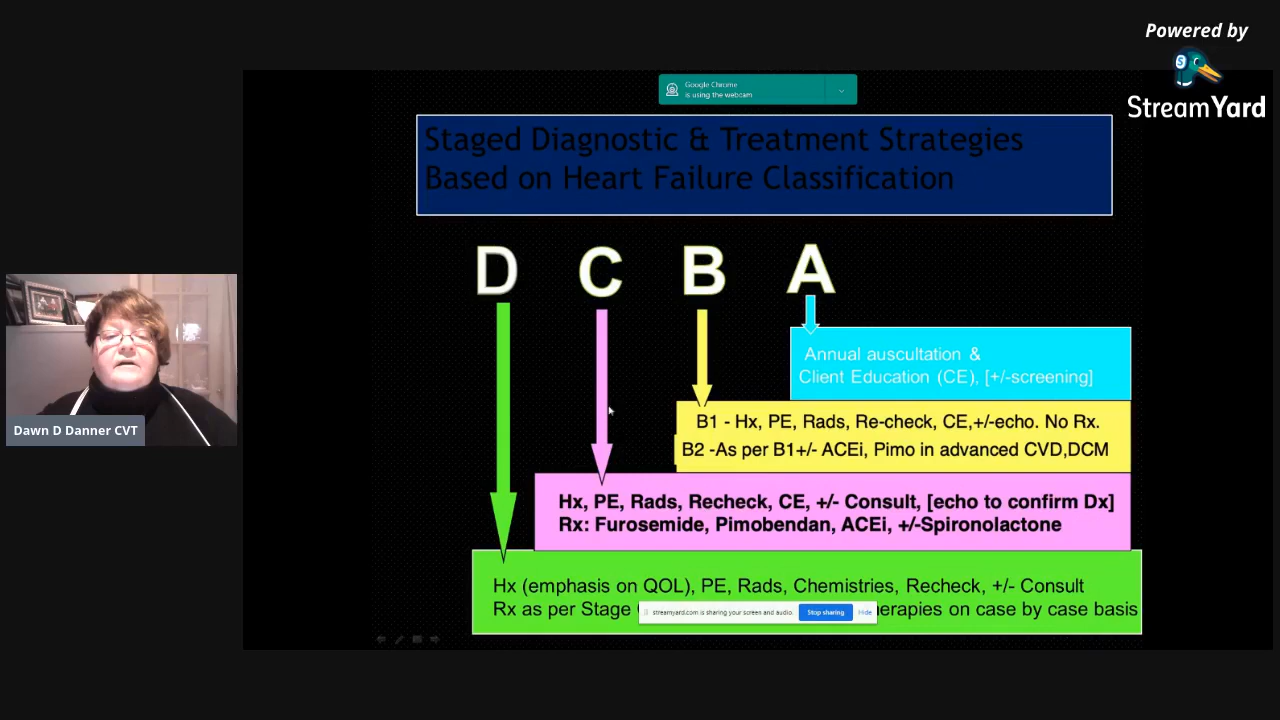 Powered by
StreamYard
Google Chrome
is using the webcam
Staged Diagnostic & Treatment Strategies
Based on Heart Failure Classification
D C B A
Annual auscultation &
Client Education (CE), [+/-screening]
B1 - Hx, PE, Rads, Re-check, CE,+/-echo. No Rx.
B2 -As per B1+/- ACEi, Pimo in advanced CVD,DCM
Hx, PE, Rads, Recheck, CE, +/- Consult, [echo to confirm Dx]
Rx: Furosemide, Pimobendan, ACEi, +/-Spironolactone
Hx (emphasis on QOL), PE, Rads, Chemistries, Recheck, +/- Consult
Rx as per Stage
erapies on case by case basis
streamyard.com is sharing your screen and audio.
Stop sharing
Hide
Dawn D Danner CVT